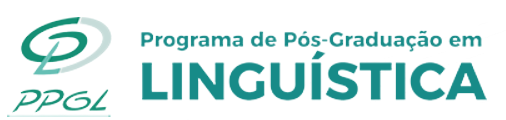 PPGL
Programa de Pós-Graduação em
LINGUÍSTICA